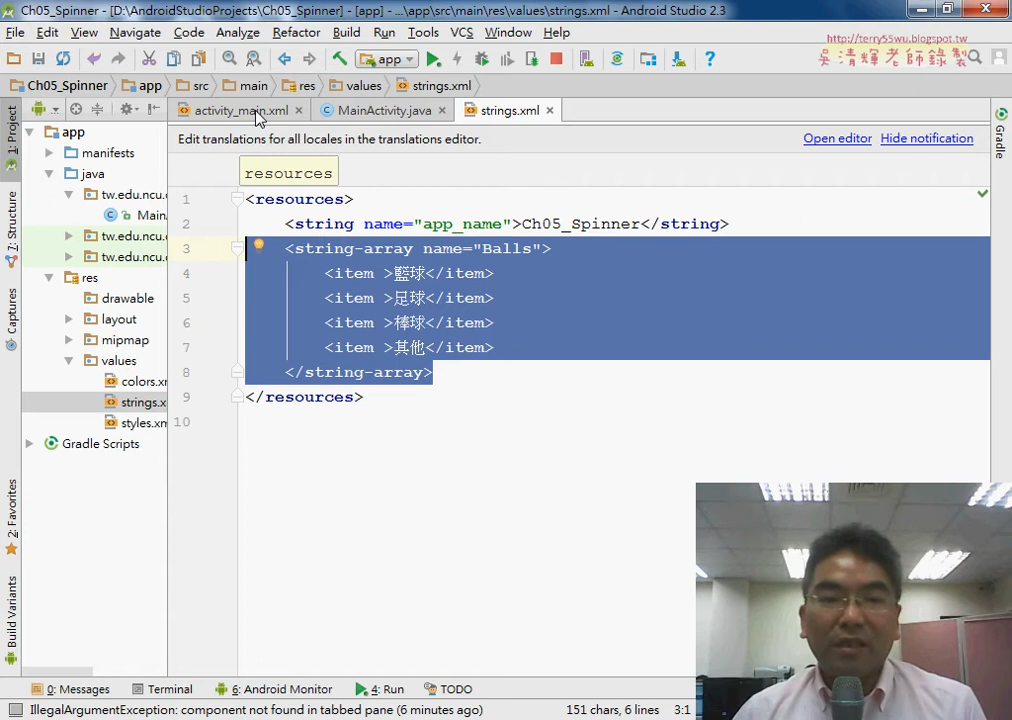 Ch05_Spinner - [D:\AndroidStudioProjects\Ch05_Spinner] - [app] - ...\app\src\main\res\values\strings.xml - Android Studio 2.3
File Edit View Navigate Code Analyze Refactor Build Run Tools VCS Window Help
http://terry55wu.blogspot.tw
吳清輝老師錄製
app
Ch05_Spinner app src main res values strings.xml
activity_main.xml MainActivity.java strings.xml
Edit translations for all locales in the translations editor. Open editor Hide notification
resources
1: Project
7: Structure
Captures
2: Favorites
Build Variants
Gradle
app
manifests
java
tw.edu.ncu.
Main
tw.edu.ncu.
tw.edu.ncu.
res
drawable
layout
mipmap
values
colors.x
strings.x
styles.xm
Gradle Scripts
1 <resources>
2 <string name="app_name">Ch05_Spinner</string>
3 <string-array name="Balls">
4 <item >籃球</item>
5 <item >足球</item>
6 <item >棒球</item>
7 <item >其他</item>
8 </string-array>
9 </resources>
10
0: Messages Terminal 6: Android Monitor 4: Run TODO
IllegalArgumentException: component not found in tabbed pane (6 minutes ago) 151 chars, 6 lines 3:1